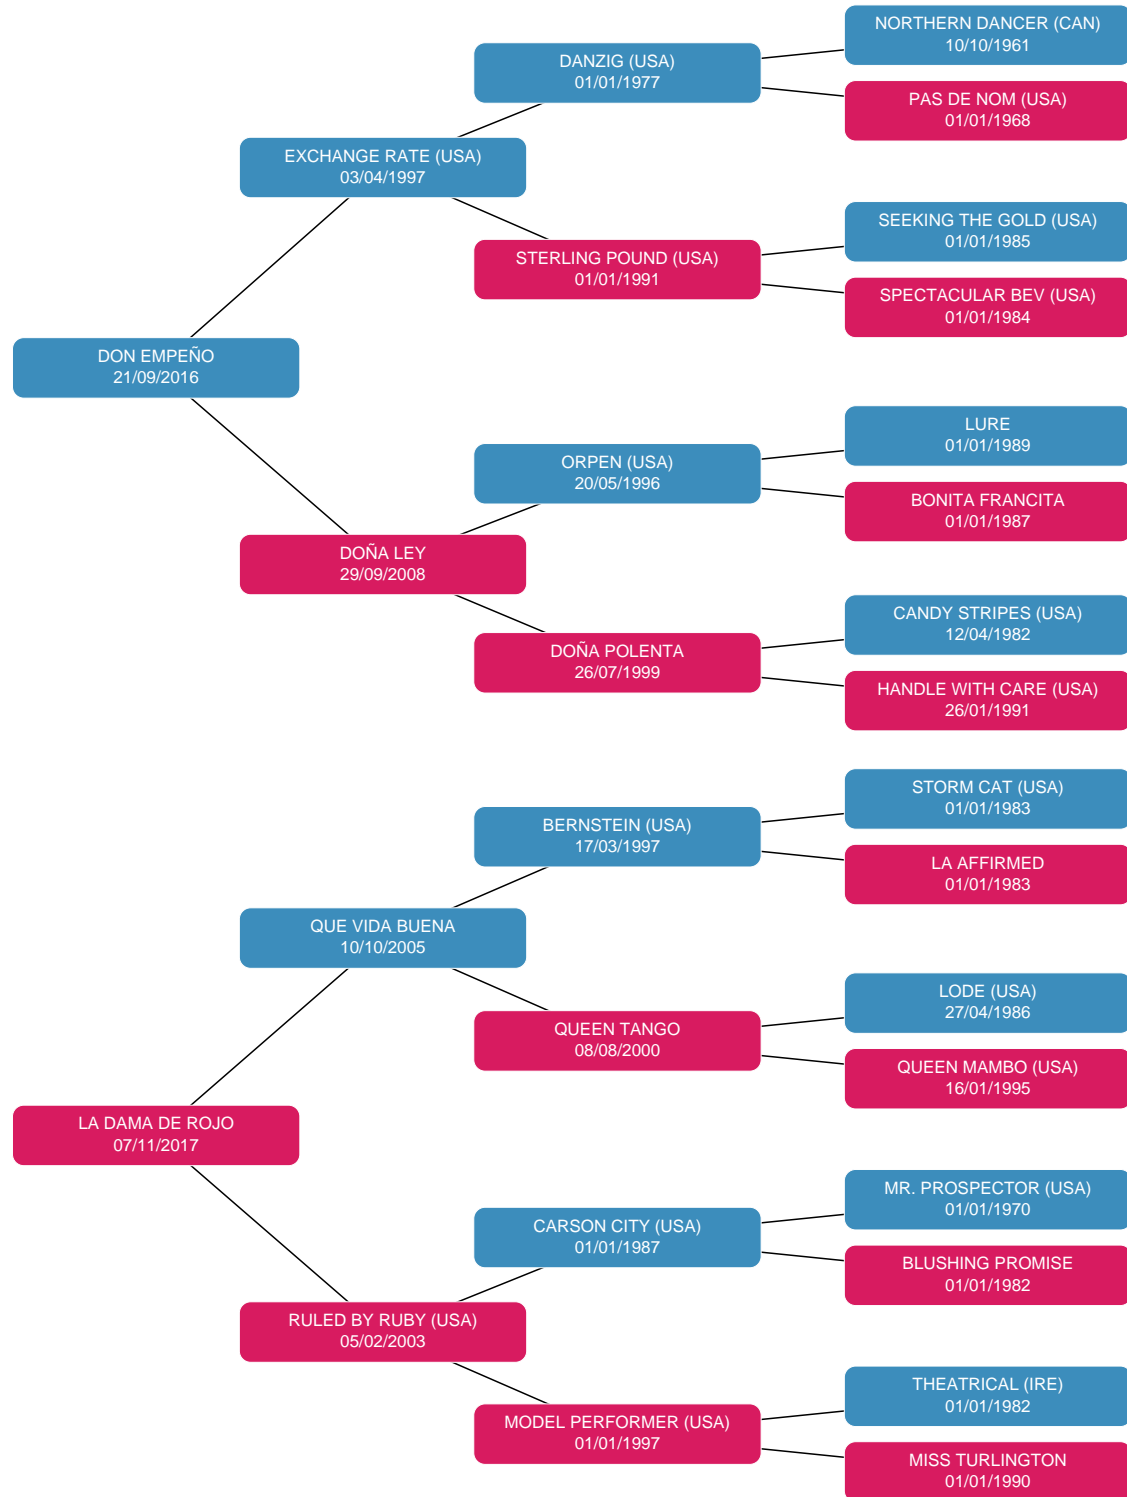 NORTHERN DANCER (CAN)
10/10/1961
DANZIG (USA)
01/01/1977
PAS DE NOM (USA)
01/01/1968
EXCHANGE RATE (USA)
03/04/1997
SEEKING THE GOLD (USA)
01/01/1985
STERLING POUND (USA)
01/01/1991
SPECTACULAR BEV (USA)
01/01/1984
DON EMPEÑO
21/09/2016
LURE
01/01/1989
ORPEN (USA)
20/05/1996
BONITA FRANCITA
01/01/1987
DOÑA LEY
29/09/2008
CANDY STRIPES (USA)
12/04/1982
DOÑA POLENTA
26/07/1999
HANDLE WITH CARE (USA)
26/01/1991
STORM CAT (USA)
01/01/1983
BERNSTEIN (USA)
17/03/1997
LA AFFIRMED
01/01/1983
QUE VIDA BUENA
10/10/2005
LODE (USA)
27/04/1986
QUEEN TANGO
08/08/2000
QUEEN MAMBO (USA)
16/01/1995
LA DAMA DE ROJO
07/11/2017
MR. PROSPECTOR (USA)
01/01/1970
CARSON CITY (USA)
01/01/1987
BLUSHING PROMISE
01/01/1982
RULED BY RUBY (USA)
05/02/2003
THEATRICAL (IRE)
01/01/1982
MODEL PERFORMER (USA)
01/01/1997
MISS TURLINGTON
01/01/1990